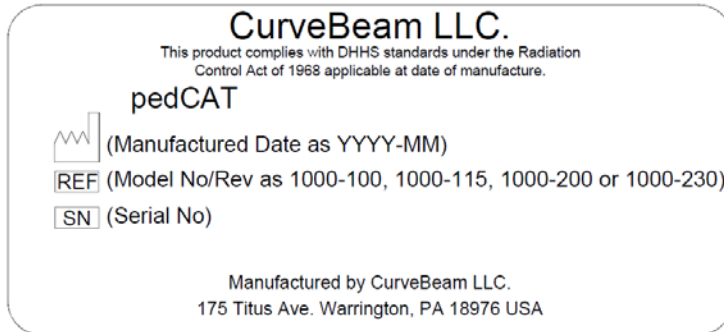 CurveBeam LLC.
This product complies with DHHS standards under the Radiation
Control Act of 1968 applicable at date of manufacture.
pedCAT
(Manufactured Date as YYYY-MM)
REF (Model No/Rev as 1000-100, 1000-115, 1000-200 or 1000-230)
SN (Serial No)
Manufactured by CurveBeam LLC.
175 Titus Ave. Warrington, PA 18976 USA